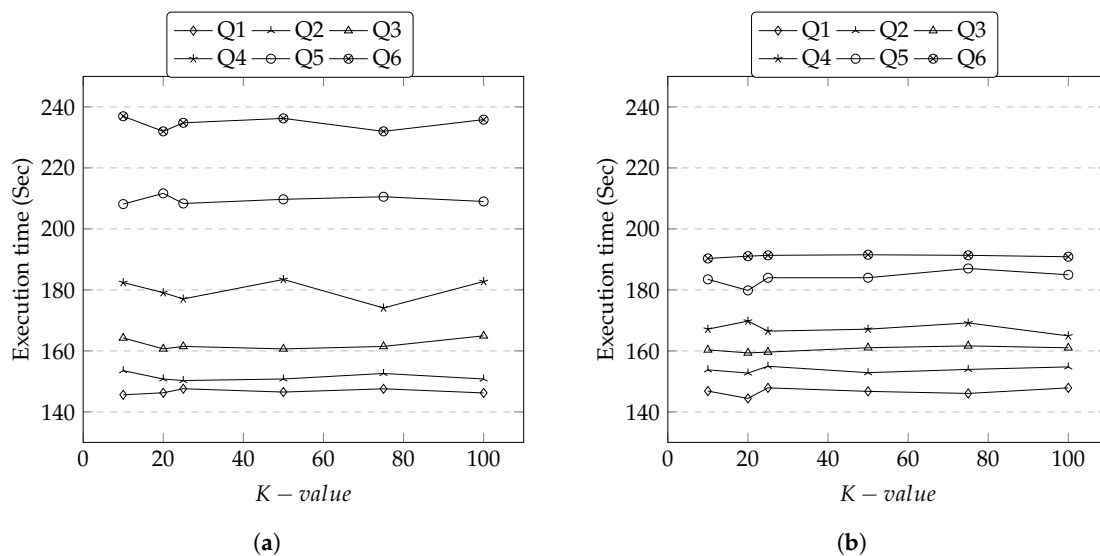 Q1 Q2 Q3
Q4 Q5 Q6
240
220
200
180
160
140
0 20 40 60 80 100
Execution time (Sec)
K − value
(a)
Q1 Q2 Q3
Q4 Q5 Q6
240
220
200
180
160
140
0 20 40 60 80 100
Execution time (Sec)
K − value
(b)